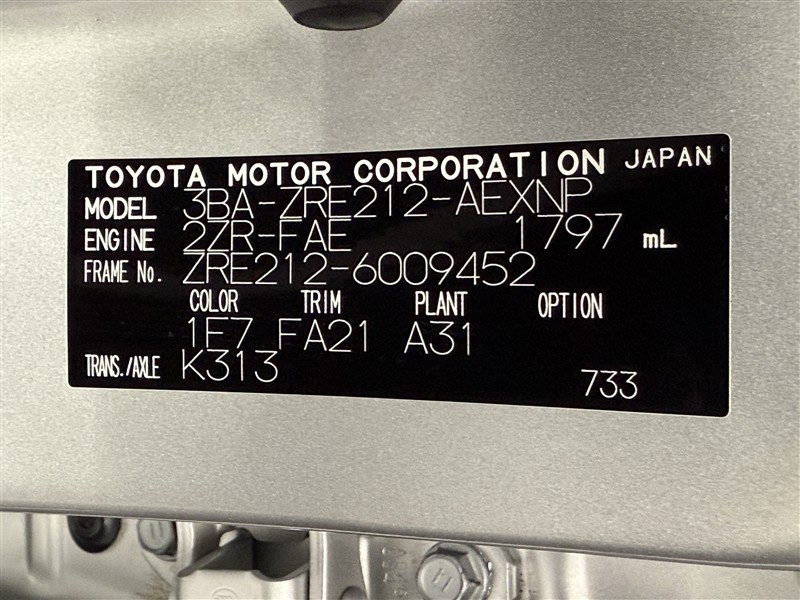 TOYOTA MOTOR CORPORATION JAPAN
MODEL 3BA-ZRE212-AEXNP
ENGINE 2ZR-FAE 1797 mL
FRAME No. ZRE212-6009452
COLOR TRIM PLANT OPTION
1F7 FA21 A31
TRANS./AXLE K313
733